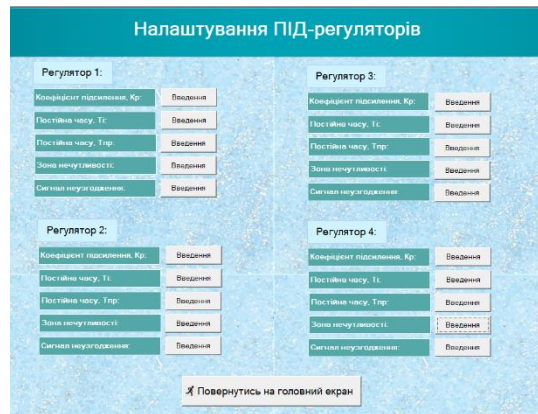 Налаштування ПІД-регуляторів
Регулятор 1:
Коефіцієнт підсилення, Кр: Введення
Постійна часу, Ті: Введення
Постійна часу, Тпр: Введення
Зона нечутливості: Введення
Сигнал неузгодження: Введення
Регулятор 2:
Коефіцієнт підсилення, Кр: Введення
Постійна часу, Ті: Введення
Постійна часу, Тпр: Введення
Зона нечутливості: Введення
Сигнал неузгодження: Введення
Регулятор 3:
Коефіцієнт підсилення, Кр: Введення
Постійна часу, Ті: Введення
Постійна часу, Тпр: Введення
Зона нечутливості: Введення
Сигнал неузгодження: Введення
Регулятор 4:
Коефіцієнт підсилення, Кр: Введення
Постійна часу, Ті: Введення
Постійна часу, Тпр: Введення
Зона нечутливості: Введення
Сигнал неузгодження: Введення
Повернутись на головний екран